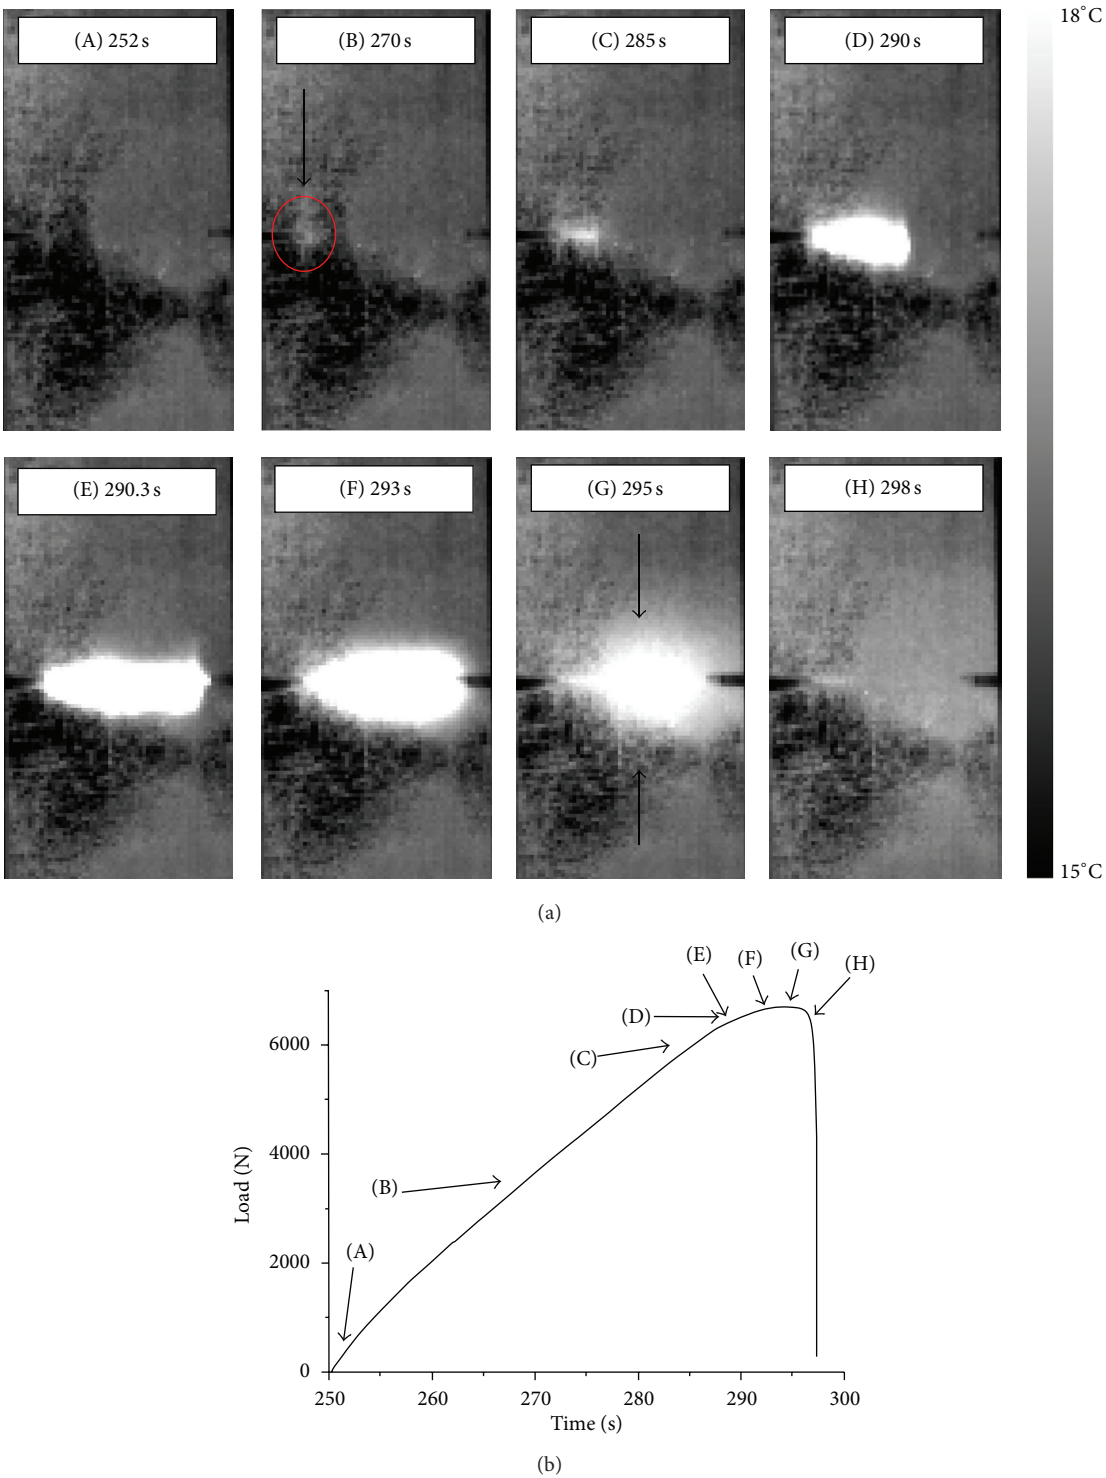 (A) 252 s
(B) 270 s
(C) 285 s
(D) 290 s
18°C
(E) 290.3 s
(F) 293 s
(G) 295 s
(H) 298 s
15°C
(a)
(E)
(F)
(G)
(H)
(D)
(C)
(B)
(A)
6000
4000
2000
0
Load (N)
250
260
270
280
290
300
Time (s)
(b)